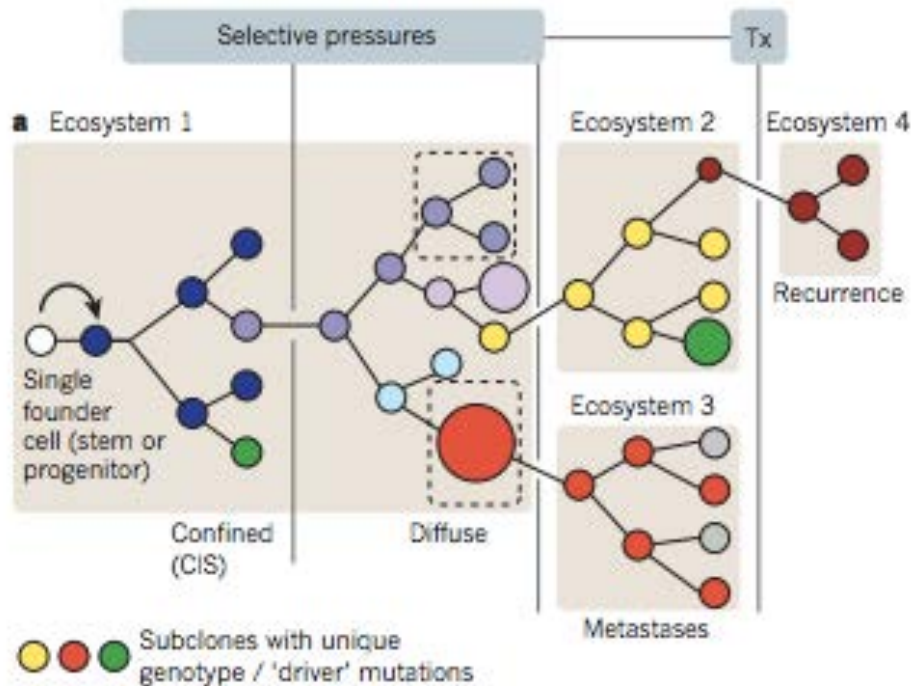 Selective pressures
Tx
a Ecosystem 1
Ecosystem 2
Ecosystem 4
Recurrence
Single
founder
cell (stem or
progenitor)
Ecosystem 3
Confined
(CIS)
Diffuse
Metastases
Subclones with unique
genotype / ‘driver’ mutations